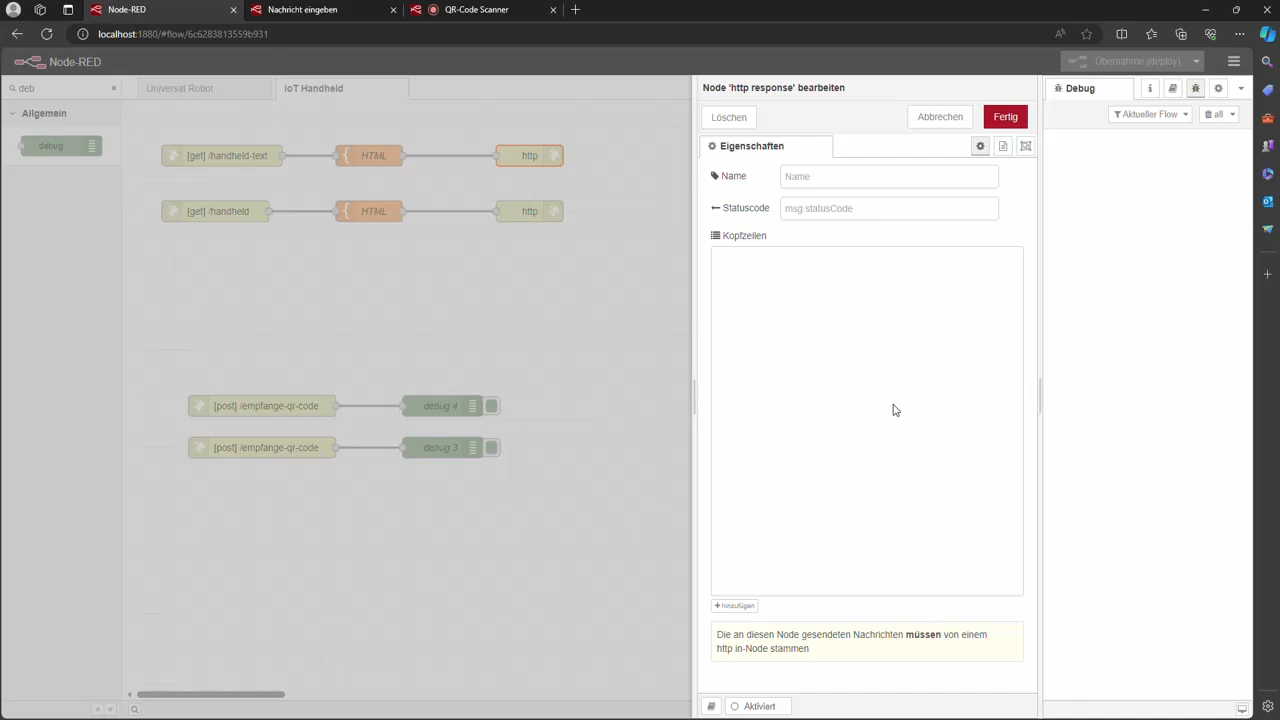 Node-RED
Nachricht eingeben
QR-Code Scanner
localhost:1880/#flow/6c6283813559b931
Node-RED
Übernahme (deploy)
deb
Universal Robot
IoT Handheld
Node 'http response' bearbeiten
Debug
Löschen
Abbrechen
Fertig
Aktueller Flow
all
Allgemein
debug
Eigenschaften
[get] /handheld-text
HTML
http
Name
Name
Statuscode
msg.statusCode
[get] /handheld
HTML
http
Kopfzeilen
[post] /empfange-qr-code
debug 4
[post] /empfange-qr-code
debug 3
hinzufügen
Die an diesen Node gesendeten Nachrichten müssen von einem
http in-Node stammen
Aktiviert